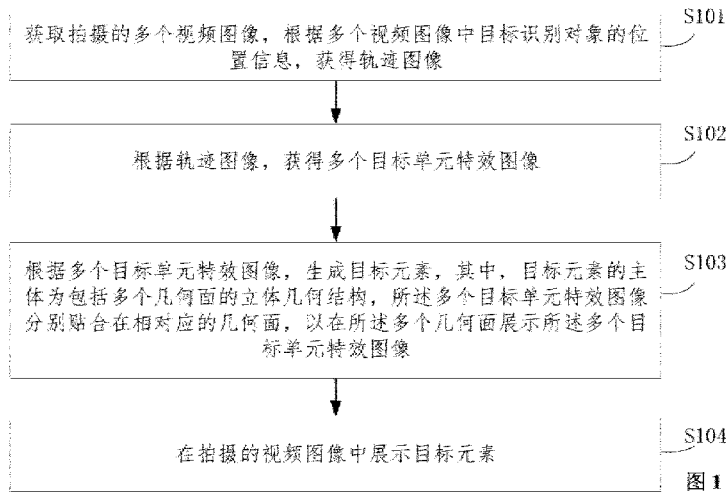 S101
获取拍摄的多个视频图像，根据多个视频图像中目标识别对象的位
置信息，获得轨迹图像
S102
根据轨迹图像，获得多个目标单元特效图像
S103
根据多个目标单元特效图像，生成目标元素，其中，目标元素的主
体为包括多个几何面的立体几何结构，所述多个目标单元特效图像
分别贴合在相对应的几何面，以在所述多个几何面展示所述多个目
标单元特效图像
S104
在拍摄的视频图像中展示目标元素
图1